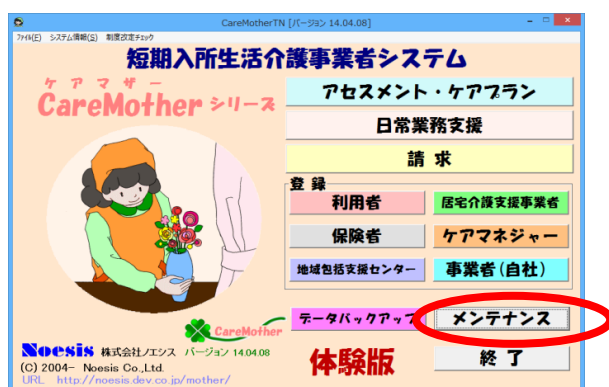 CareMotherTN [バージョン 14.04.08]
ファイル(F) システム情報(S) 制度改定チェック
短期入所生活介護事業者システム
ケアマザー
CareMother シリーズ
アセスメント・ケアプラン
日常業務支援
請 求
登 録
利用者
居宅介護支援事業者
保険者
ケアマネジャー
地域包括支援センター
事業者(自社)
データバックアップ
メンテナンス
CareMother
Noesis 株式会社ノエシス バージョン 14.04.08
体験版
終 了
(C) 2004- Noesis Co.,Ltd.
URL http://noesis.dev.co.jp/mother/